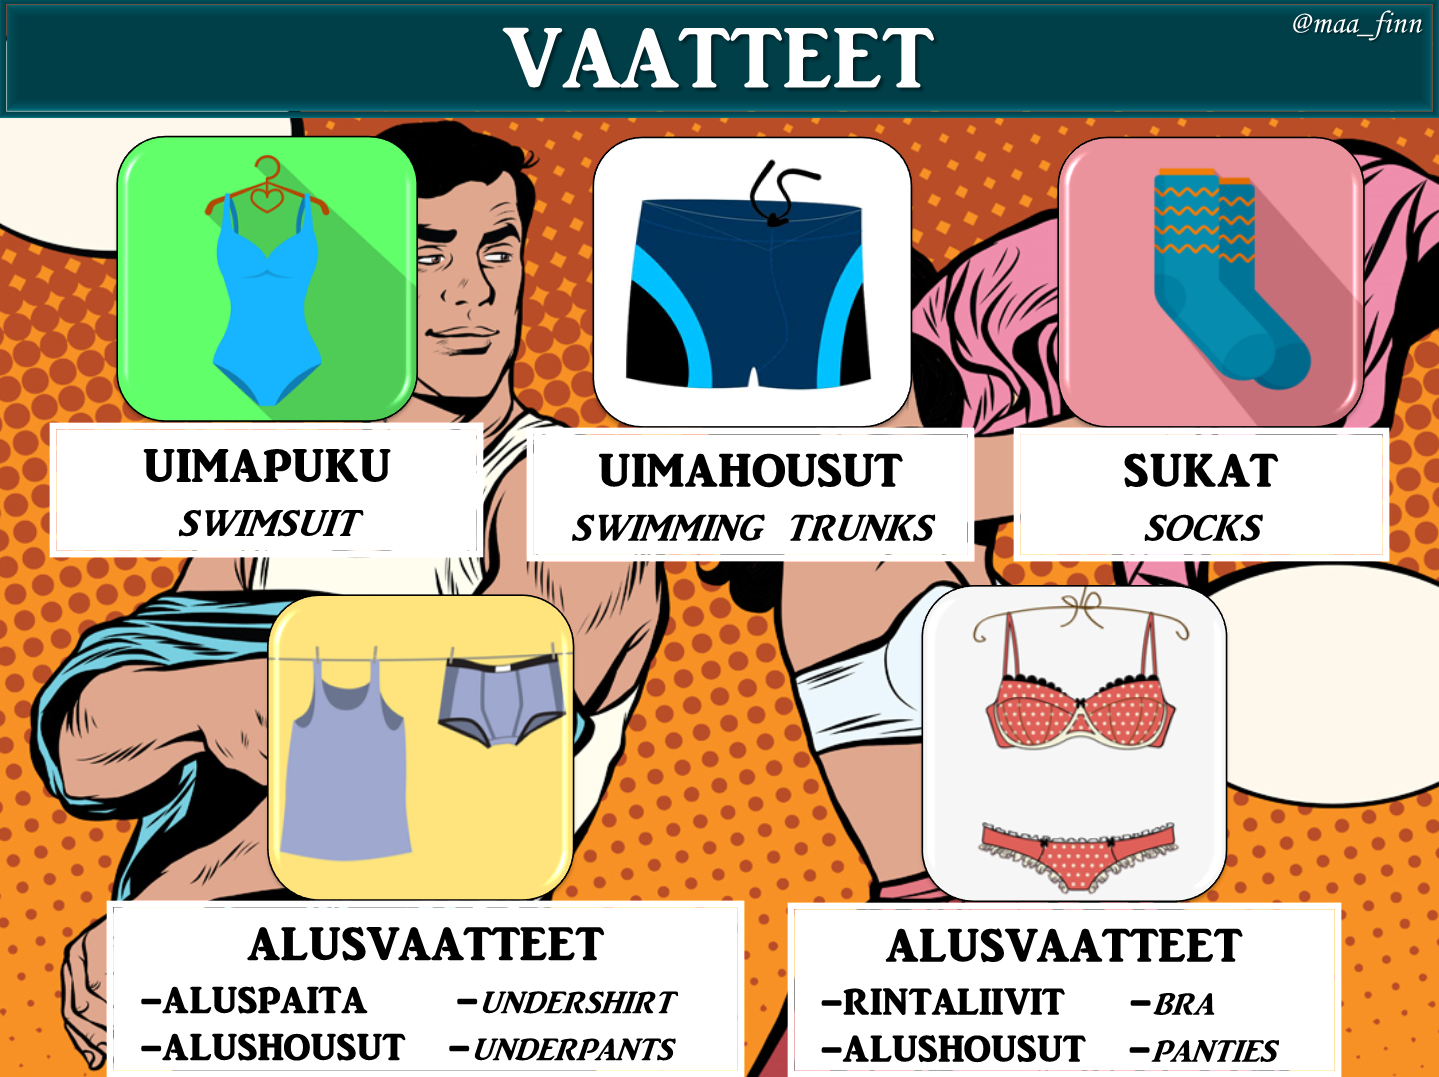 @maa_finn
VAATTEET
UIMAPUKU
SWIMSUIT
UIMAHOUSUT
SWIMMING TRUNKS
SUKAT
SOCKS
ALUSVAATTEET
-ALUSPAITA -UNDERSHIRT
-ALUSHOUSUT -UNDERPANTS
ALUSVAATTEET
-RINTALIIVIT -BRA
-ALUSHOUSUT -PANTIES